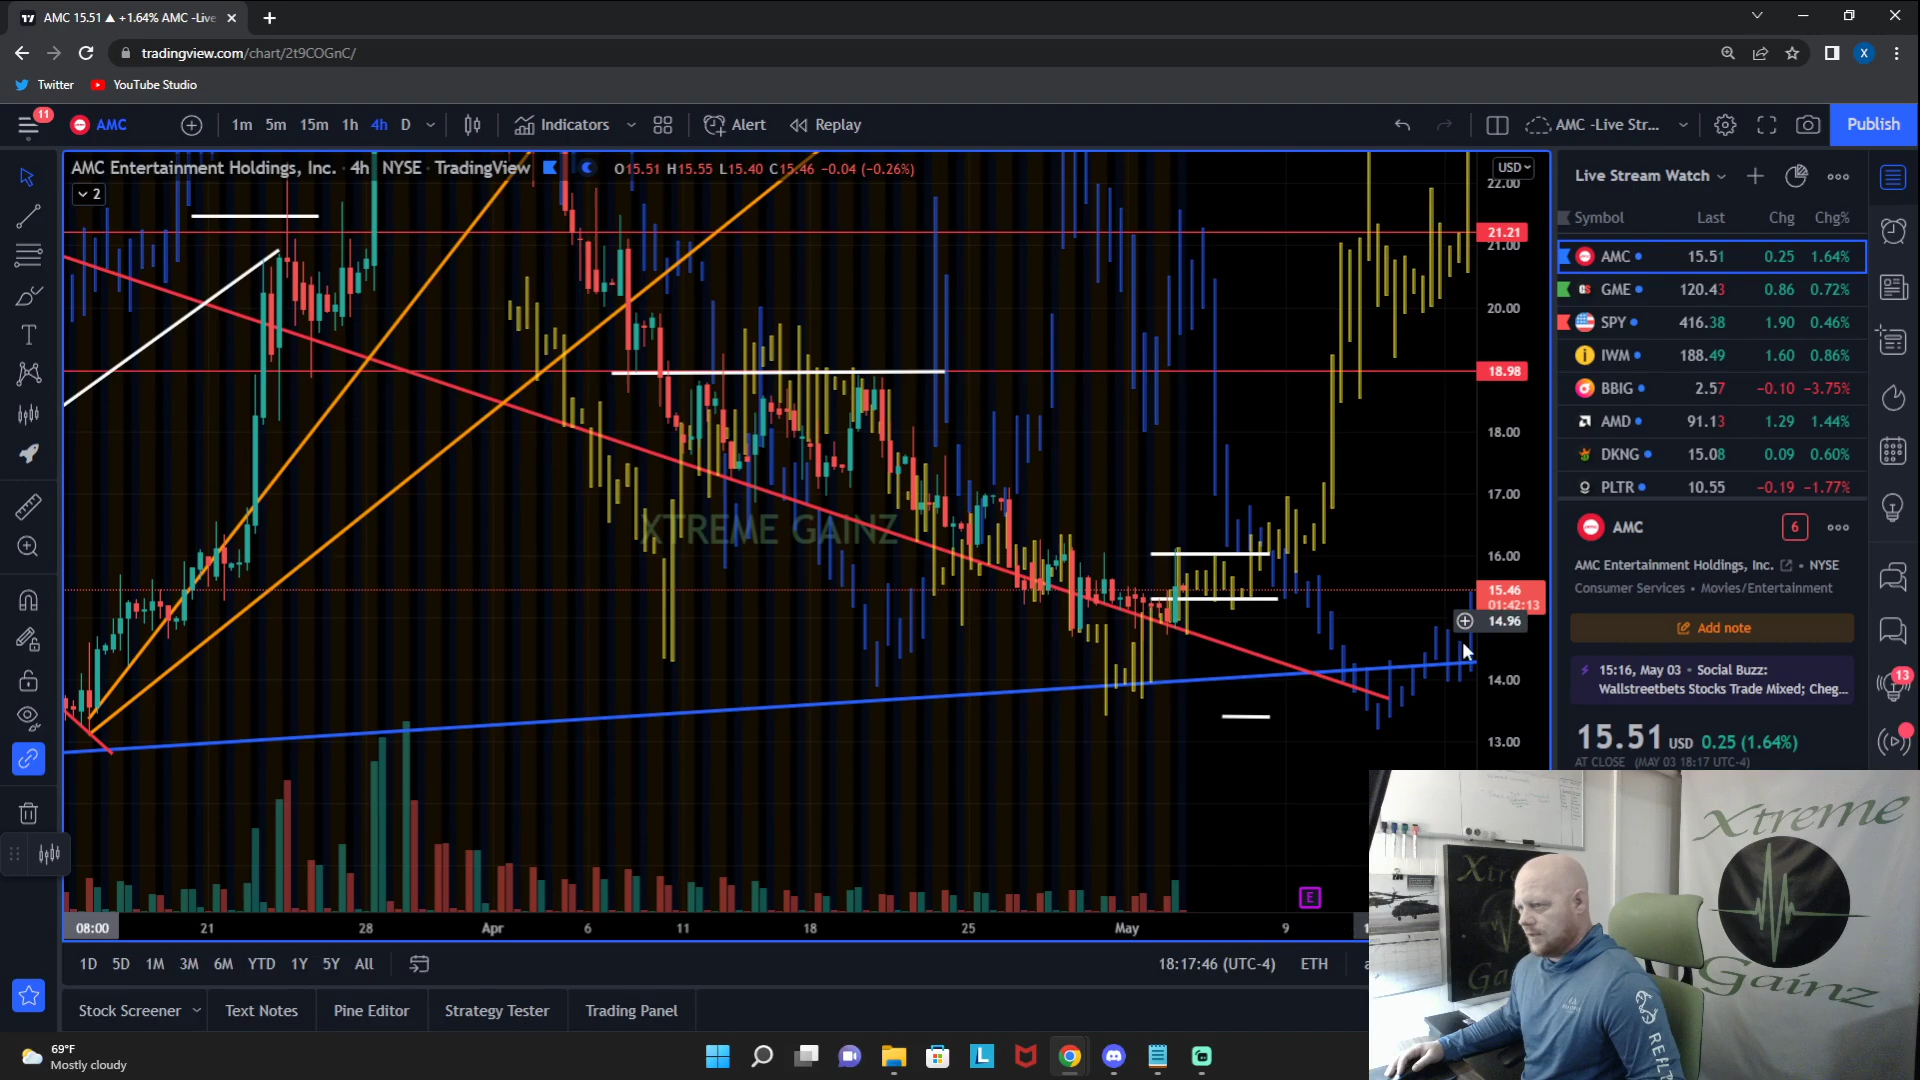 AMC 15.51 ▲ +1.64% AMC -Live
tradingview.com/chart/2t9COGnC/
Twitter YouTube Studio
11
AMC
1m 5m 15m 1h 4h D
Indicators
Alert
Replay
AMC -Live Str...
Publish
AMC Entertainment Holdings, Inc. · 4h · NYSE · TradingView
O15.51 H15.55 L15.40 C15.46 -0.04 (-0.26%)
2
USD
22.00
21.21
21.00
20.00
18.98
18.00
17.00
16.00
15.46
01:42:13
14.96
14.00
13.00
XTREME GAINZ
E
08:00 21 28 Apr 6 11 18 25 May 9
1D 5D 1M 3M 6M YTD 1Y 5Y All
18:17:46 (UTC-4) ETH
Stock Screener Text Notes Pine Editor Strategy Tester Trading Panel
Live Stream Watch
Symbol Last Chg Chg%
AMC 15.51 0.25 1.64%
GME 120.43 0.86 0.72%
SPY 416.38 1.90 0.46%
IWM 188.49 1.60 0.86%
BBIG 2.57 -0.10 -3.75%
AMD 91.13 1.29 1.44%
DKNG 15.08 0.09 0.60%
PLTR 10.55 -0.19 -1.77%
AMC 6
AMC Entertainment Holdings, Inc. • NYSE
Consumer Services • Movies/Entertainment
Add note
15:16, May 03 • Social Buzz:
Wallstreetbets Stocks Trade Mixed; Cheg...
13
15.51 USD 0.25 (1.64%)
AT CLOSE (MAY 03 18:17 UTC-4)
Xtreme
Gainz
69°F
Mostly cloudy